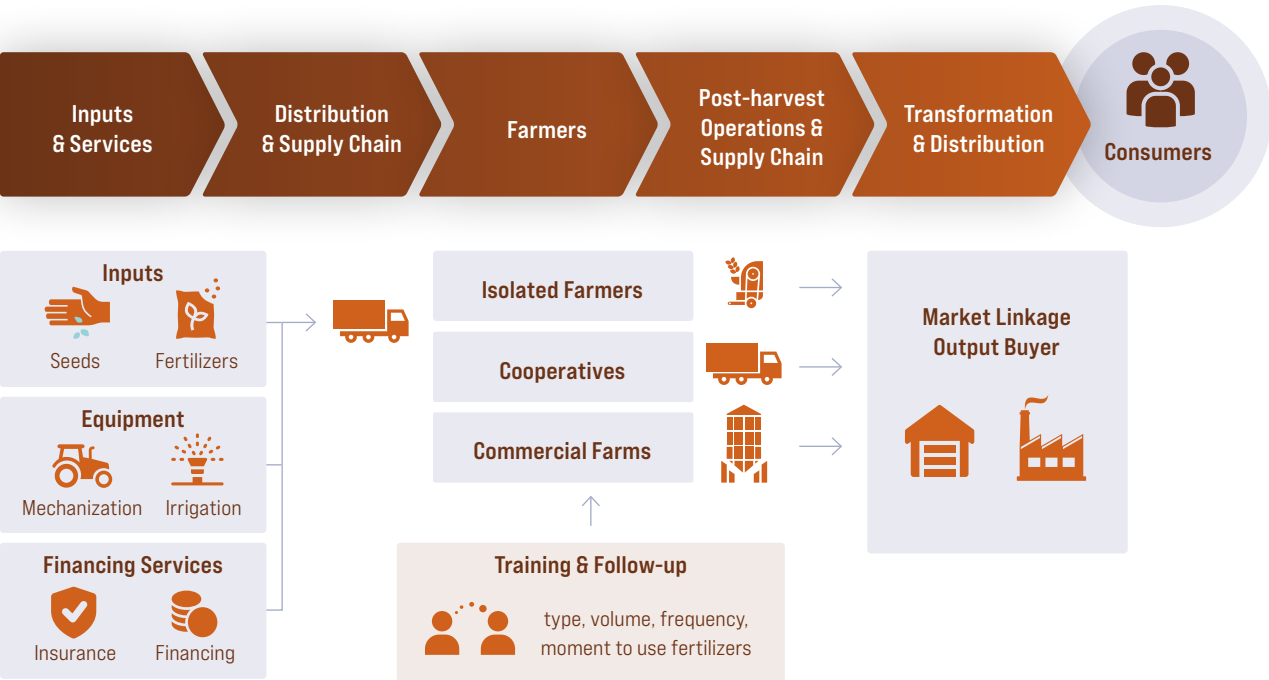 Inputs
& Services
Distribution
& Supply Chain
Farmers
Post-harvest
Operations &
Supply Chain
Transformation
& Distribution
Consumers
Inputs
Seeds
Fertilizers
Equipment
Mechanization
Irrigation
Financing Services
Insurance
Financing
Isolated Farmers
Cooperatives
Commercial Farms
Training & Follow-up
type, volume, frequency,
moment to use fertilizers
Market Linkage
Output Buyer